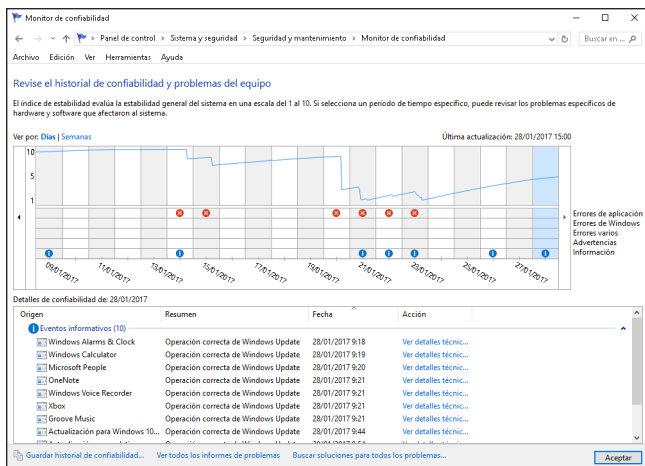 Monitor de confiabilidad
Panel de control > Sistema y seguridad > Seguridad y mantenimiento > Monitor de confiabilidad
Buscar en ...
Archivo Edición Ver Herramientas Ayuda
Revise el historial de confiabilidad y problemas del equipo
El índice de estabilidad evalúa la estabilidad general del sistema en una escala del 1 al 10. Si selecciona un período de tiempo específico, puede revisar los problemas específicos de
hardware y software que afectaron al sistema.
Ver por: Días | Semanas
Última actualización: 28/01/2017 15:00
10
5
1
Errores de aplicación
Errores de Windows
Errores varios
Advertencias
Información
09/01/2017 11/01/2017 13/01/2017 15/01/2017 17/01/2017 19/01/2017 21/01/2017 23/01/2017 25/01/2017 27/01/2017
Detalles de confiabilidad de: 28/01/2017
Origen Resumen Fecha Acción
Eventos informativos (10)
Windows Alarms & Clock Operación correcta de Windows Update 28/01/2017 9:18 Ver detalles técnic...
Windows Calculator Operación correcta de Windows Update 28/01/2017 9:19 Ver detalles técnic...
Microsoft People Operación correcta de Windows Update 28/01/2017 9:20 Ver detalles técnic...
OneNote Operación correcta de Windows Update 28/01/2017 9:21 Ver detalles técnic...
Windows Voice Recorder Operación correcta de Windows Update 28/01/2017 9:21 Ver detalles técnic...
Xbox Operación correcta de Windows Update 28/01/2017 9:21 Ver detalles técnic...
Groove Music Operación correcta de Windows Update 28/01/2017 9:21 Ver detalles técnic...
Actualización para Windows 10... Operación correcta de Windows Update 28/01/2017 9:44 Ver detalles técnic...
Guardar historial de confiabilidad... Ver todos los informes de problemas Buscar soluciones para todos los problemas...
Aceptar